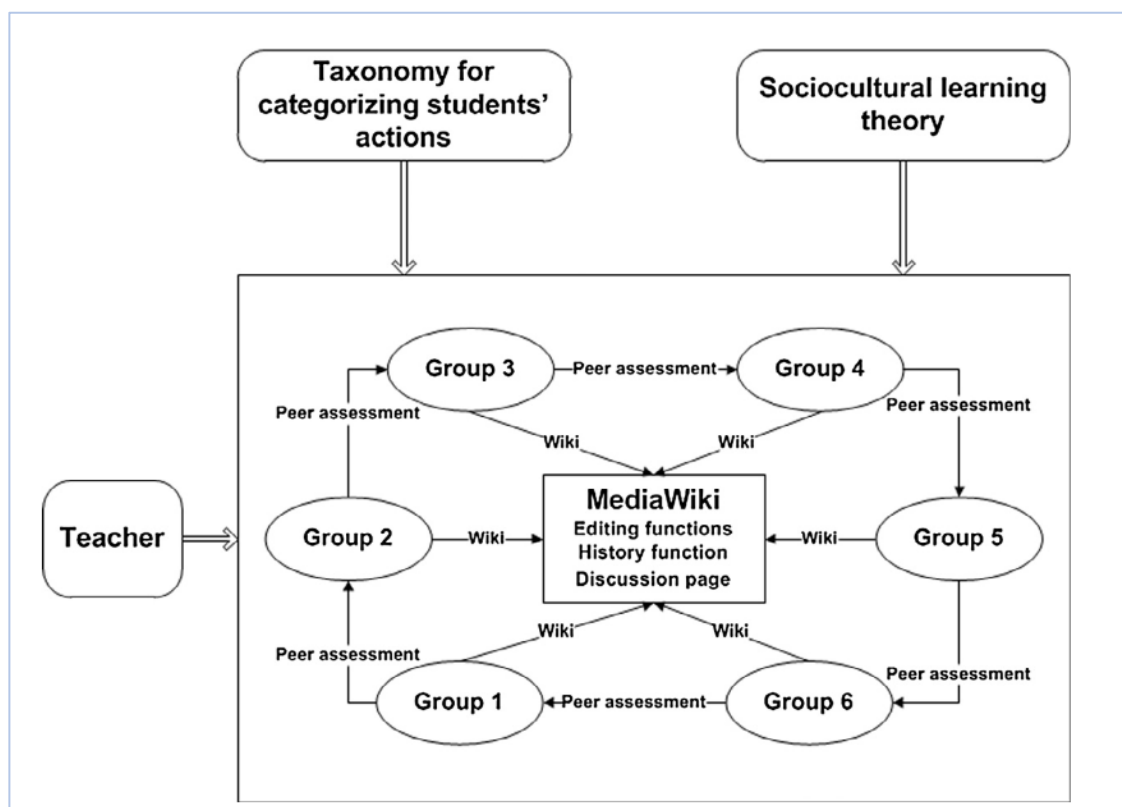 Taxonomy for
categorizing students'
actions
Sociocultural learning
theory
Group 3
Peer assessment
Group 4
Peer assessment
Peer assessment
Wiki
Wiki
MediaWiki
Editing functions
History function
Discussion page
Teacher
Group 2
Wiki
Wiki
Group 5
Wiki
Wiki
Peer assessment
Peer assessment
Group 1
Peer assessment
Group 6